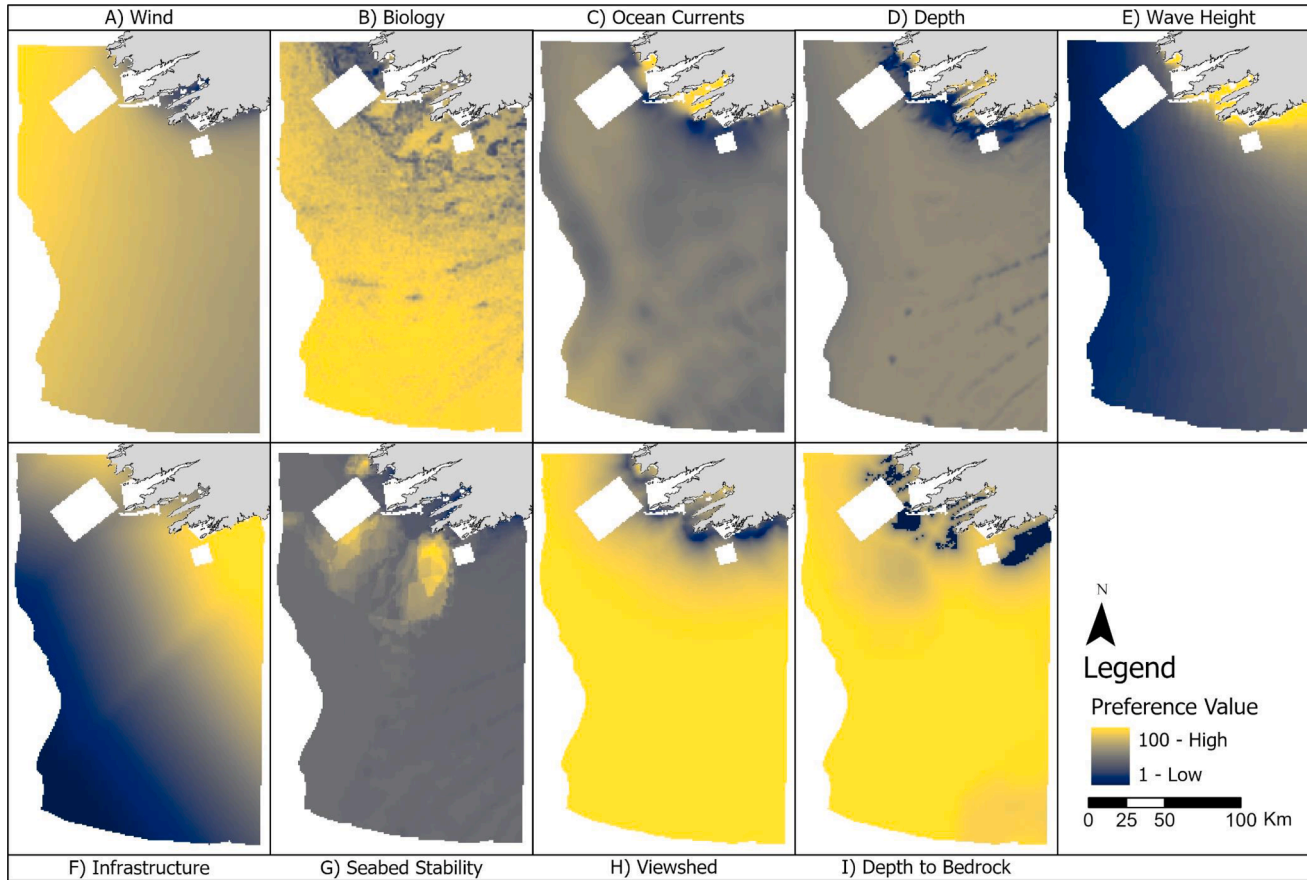 A) Wind
B) Biology
C) Ocean Currents
D) Depth
E) Wave Height
N
Legend
Preference Value
100 - High
1 - Low
0 25 50 100 Km
F) Infrastructure
G) Seabed Stability
H) Viewshed
I) Depth to Bedrock